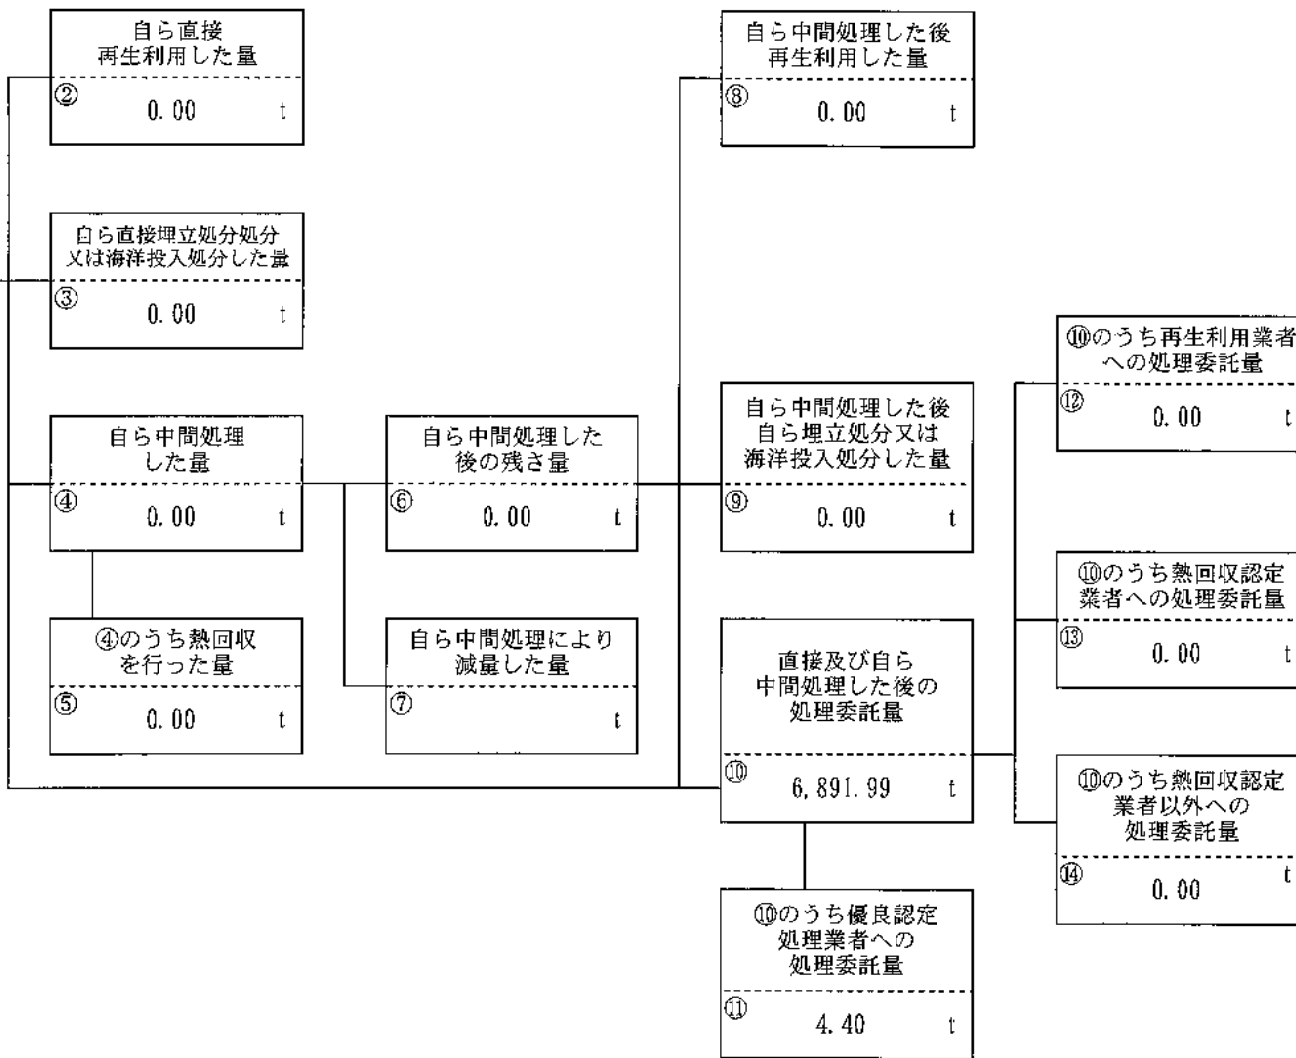 自ら直接
再生利用した量
② 0.00 t
自ら直接埋立処分処分
又は海洋投入処分した量
③ 0.00 t
自ら中間処理
した量
④ 0.00 t
④のうち熱回収
を行った量
⑤ 0.00 t
自ら中間処理した
後の残さ量
⑥ 0.00 t
自ら中間処理により
減量した量
⑦ t
自ら中間処理した後
再生利用した量
⑧ 0.00 t
自ら中間処理した後
自ら埋立処分又は
海洋投入処分した量
⑨ 0.00 t
直接及び自ら
中間処理した後の
処理委託量
⑩ 6,891.99 t
⑩のうち優良認定
処理業者への
処理委託量
⑪ 4.40 t
⑩のうち再生利用業者
への処理委託量
⑫ 0.00 t
⑩のうち熱回収認定
業者への処理委託量
⑬ 0.00 t
⑩のうち熱回収認定
業者以外への
処理委託量
⑭ 0.00 t